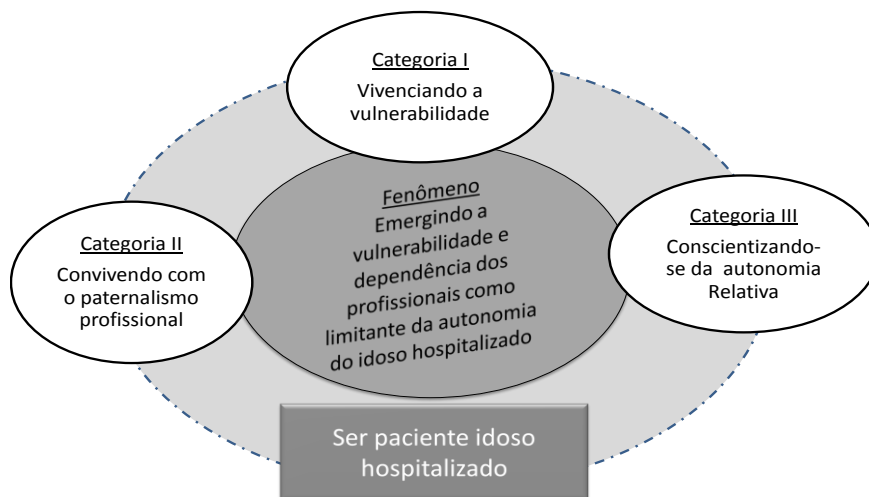 Categoria I
Vivenciando a
vulnerabilidade
Categoria II
Convivendo com
o paternalismo
profissional
Fenômeno
Emergindo a
vulnerabilidade e
dependência dos
profissionais como
limitante da autonomia
do idoso hospitalizado
Categoria III
Conscientizando-
se da autonomia
Relativa
Ser paciente idoso
hospitalizado